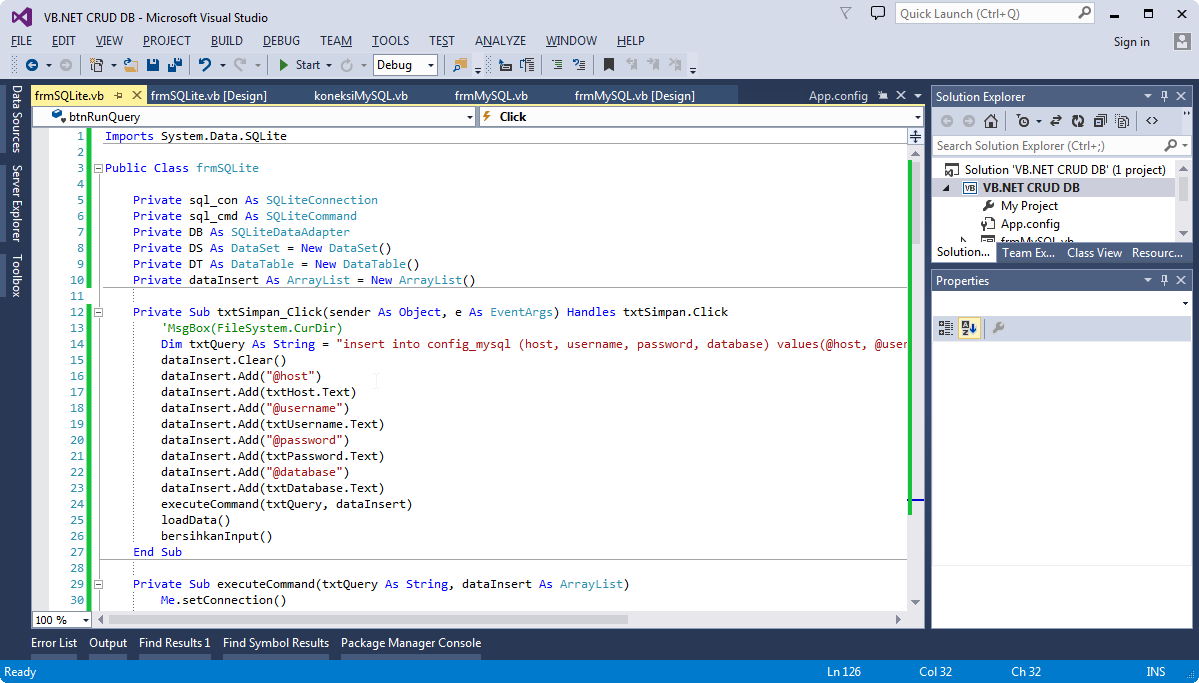 VB.NET CRUD DB - Microsoft Visual Studio
Quick Launch (Ctrl+Q)
FILE EDIT VIEW PROJECT BUILD DEBUG TEAM TOOLS TEST ANALYZE WINDOW HELP
Sign in
Start Debug
Data Sources
Server Explorer
Toolbox
frmSQLite.vb frmSQLite.vb [Design] koneksiMySQL.vb frmMySQL.vb frmMySQL.vb [Design] App.config
btnRunQuery Click
1 Imports System.Data.SQLite
2
3 Public Class frmSQLite
4
5 Private sql_con As SQLiteConnection
6 Private sql_cmd As SQLiteCommand
7 Private DB As SQLiteDataAdapter
8 Private DS As DataSet = New DataSet()
9 Private DT As DataTable = New DataTable()
10 Private dataInsert As ArrayList = New ArrayList()
11
12 Private Sub txtSimpan_Click(sender As Object, e As EventArgs) Handles txtSimpan.Click
13 'MsgBox(FileSystem.CurDir)
14 Dim txtQuery As String = "insert into config_mysql (host, username, password, database) values(@host, @user
15 dataInsert.Clear()
16 dataInsert.Add("@host")
17 dataInsert.Add(txtHost.Text)
18 dataInsert.Add("@username")
19 dataInsert.Add(txtUsername.Text)
20 dataInsert.Add("@password")
21 dataInsert.Add(txtPassword.Text)
22 dataInsert.Add("@database")
23 dataInsert.Add(txtDatabase.Text)
24 executeCommand(txtQuery, dataInsert)
25 loadData()
26 bersihkanInput()
27 End Sub
28
29 Private Sub executeCommand(txtQuery As String, dataInsert As ArrayList)
30 Me.setConnection()
100 %
Solution Explorer
Search Solution Explorer (Ctrl+;)
Solution 'VB.NET CRUD DB' (1 project)
VB VB.NET CRUD DB
My Project
App.config
frmMySQL.vb
Solution... Team Ex... Class View Resourc...
Properties
Error List Output Find Results 1 Find Symbol Results Package Manager Console
Ready Ln 126 Col 32 Ch 32 INS